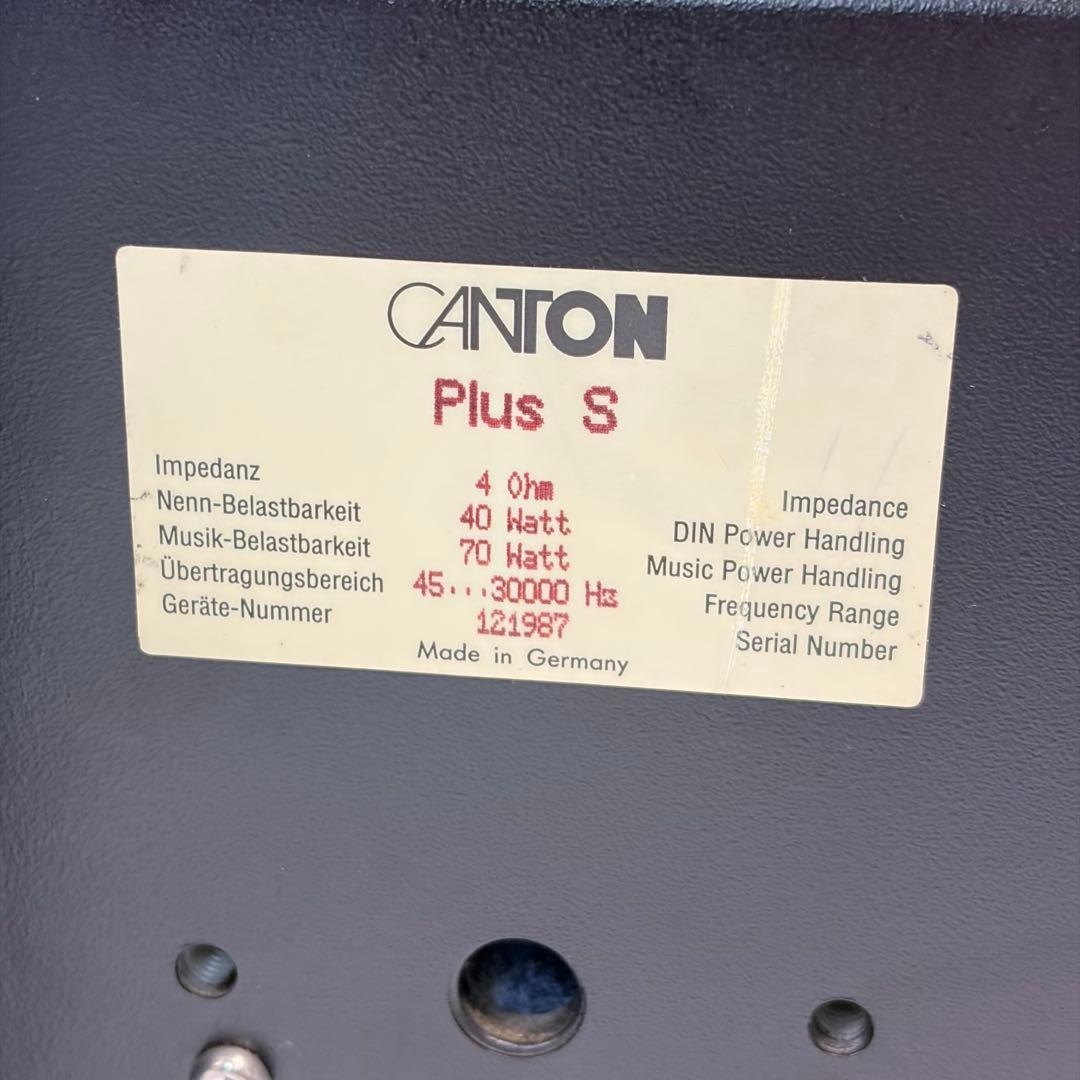 CANTON
Plus S
Impedanz 4 Ohm Impedance
Nenn-Belastbarkeit 40 Watt DIN Power Handling
Musik-Belastbarkeit 70 Watt Music Power Handling
Übertragungsbereich 45...30000 Hz Frequency Range
Geräte-Nummer 121987 Serial Number
Made in Germany